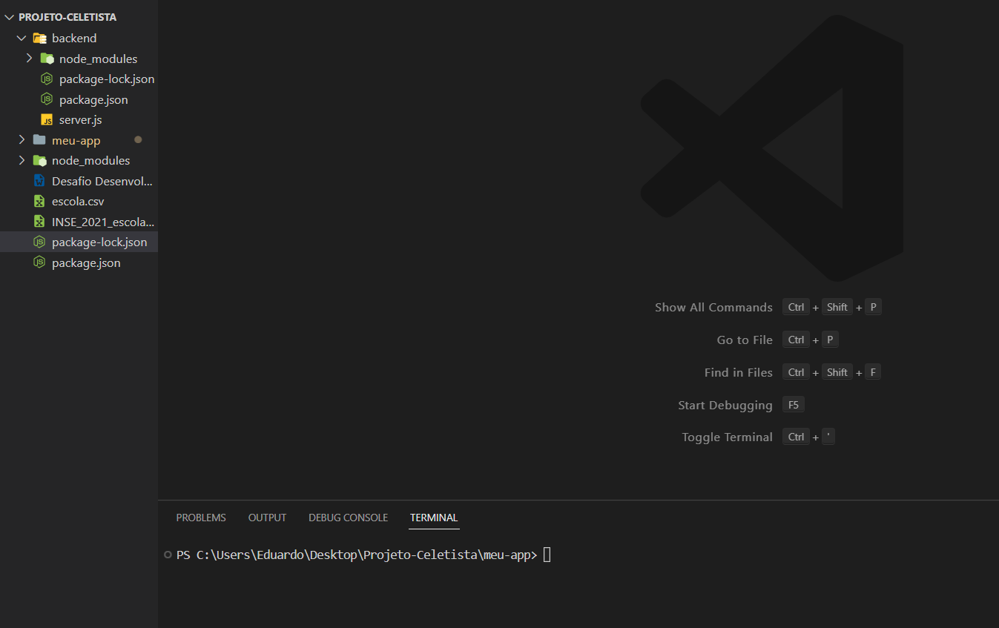 PROJETO-CELETISTA
backend
node_modules
package-lock.json
package.json
JS server.js
meu-app
node_modules
Desafio Desenvol...
escola.csv
INSE_2021_escola...
package-lock.json
package.json
Show All Commands Ctrl + Shift + P
Go to File Ctrl + P
Find in Files Ctrl + Shift + F
Start Debugging F5
Toggle Terminal Ctrl + '
PROBLEMS OUTPUT DEBUG CONSOLE TERMINAL
PS C:\Users\Eduardo\Desktop\Projeto-Celetista\meu-app>